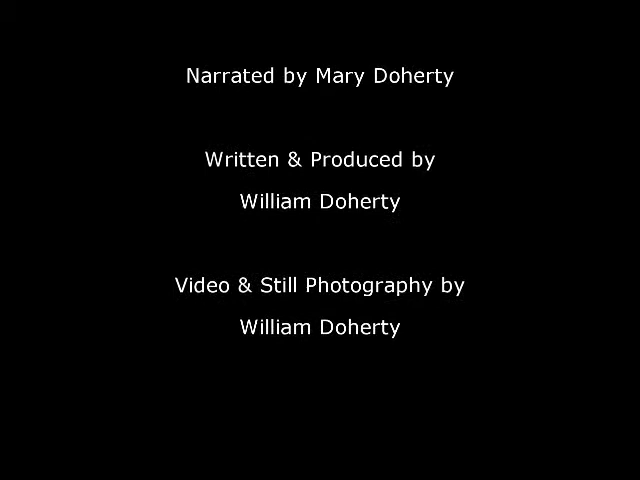 Narrated by Mary Doherty
Written & Produced by
William Doherty
Video & Still Photography by
William Doherty